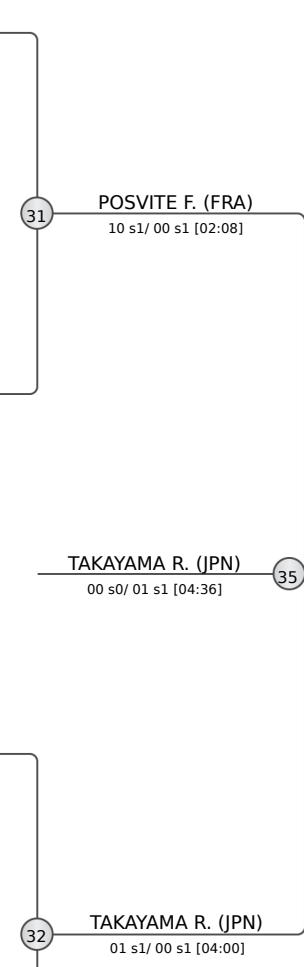 31
POSVITE F. (FRA)
10 s1/ 00 s1 [02:08]
TAKAYAMA R. (JPN)
00 s0/ 01 s1 [04:36]
35
32
TAKAYAMA R. (JPN)
01 s1/ 00 s1 [04:00]